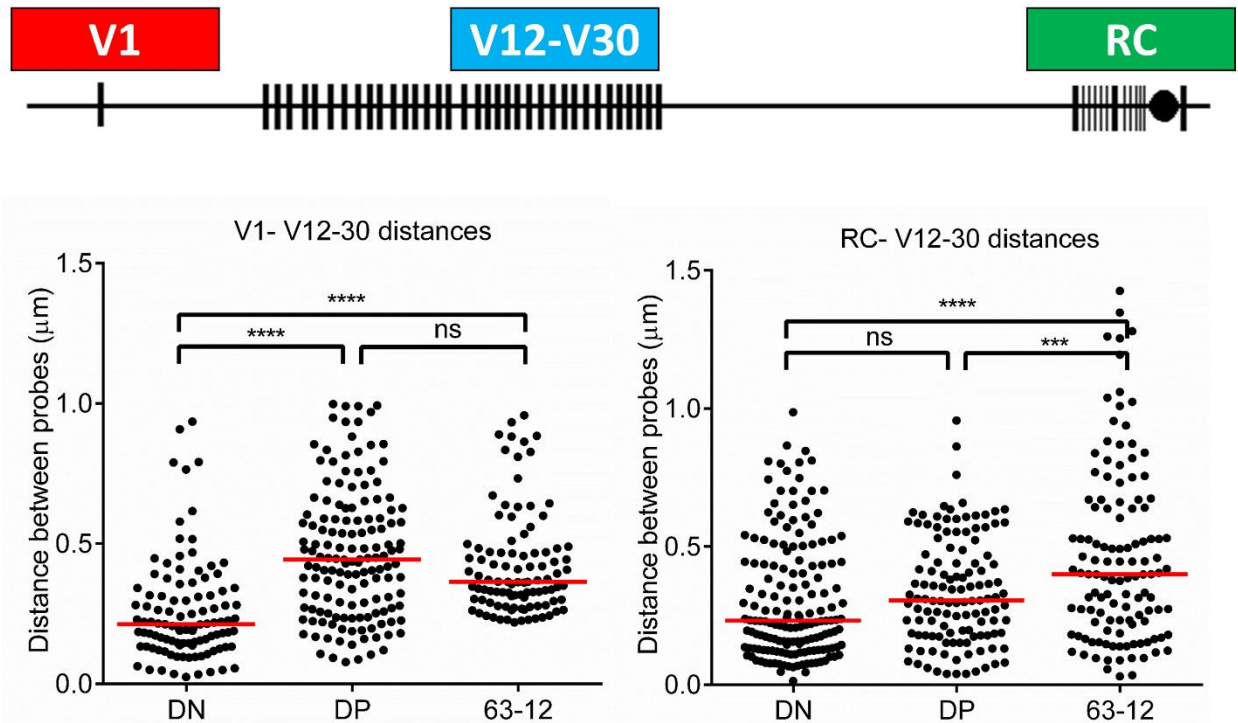 V1 V12-V30 RC
V1- V12-30 distances
Distance between probes (μm)
1.5
1.0
0.5
0.0
****
****
ns
DN DP 63-12
RC- V12-30 distances
Distance between probes (μm)
1.5
1.0
0.5
0.0
****
ns
***
DN DP 63-12